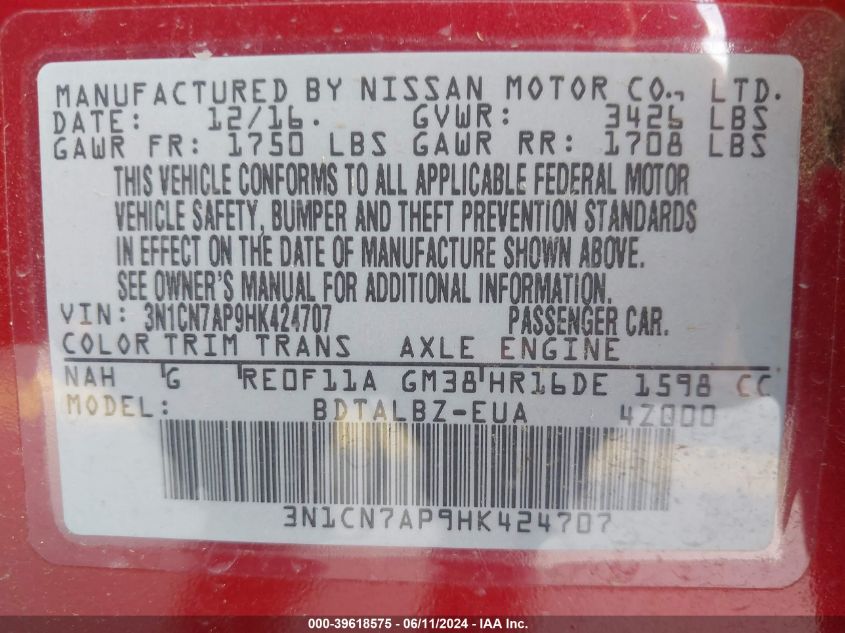 MANUFACTURED BY NISSAN MOTOR CO., LTD.
DATE: 12/16. GVWR: 3426 LBS
GAWR FR: 1750 LBS GAWR RR: 1708 LBS
THIS VEHICLE CONFORMS TO ALL APPLICABLE FEDERAL MOTOR
VEHICLE SAFETY, BUMPER AND THEFT PREVENTION STANDARDS
IN EFFECT ON THE DATE OF MANUFACTURE SHOWN ABOVE.
SEE OWNER'S MANUAL FOR ADDITIONAL INFORMATION.
VIN: 3N1CN7AP9HK424707 PASSENGER CAR.
COLOR TRIM TRANS AXLE ENGINE
NAH G RE0F11A GM38 HR16DE 1598 CC
MODEL: BDTALBZ-EUA 42000
3N1CN7AP9HK424707
000-39618575 - 06/11/2024 - IAA Inc.